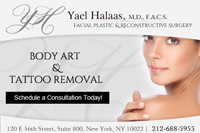 YH
Yael Halaas, M.D., F.A.C.S.
FACIAL PLASTIC & RECONSTRUCTIVE SURGERY
BODY ART
&
TATTOO REMOVAL
Schedule a Consultation Today!
120 E 36th Street, Suite 800, New York, NY 10022 | 212-688-5955